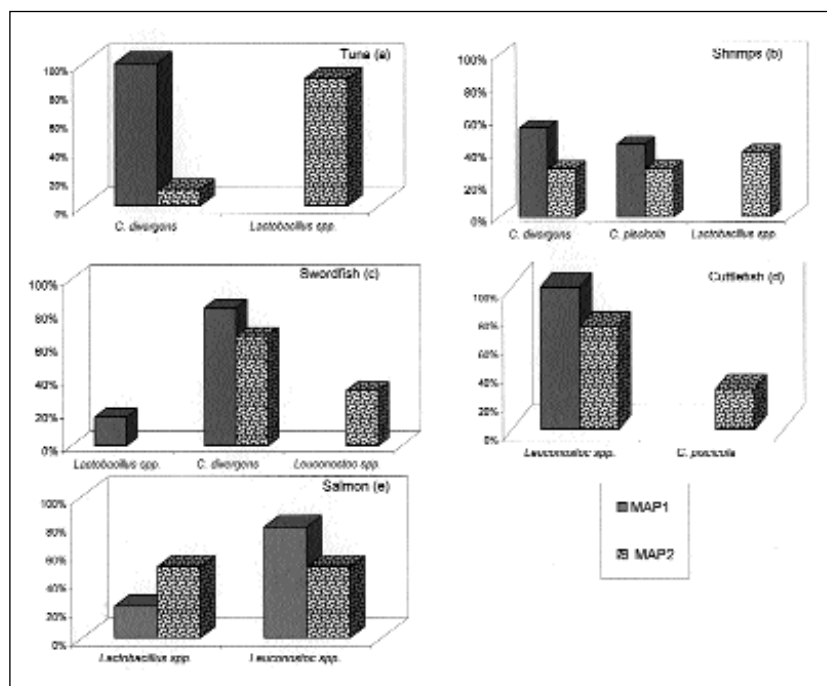 Tuna (a)
100%
80%
60%
40%
20%
0%
C. divergens
Lactobacillus spp.
Shrimps (b)
100%
80%
60%
40%
20%
0%
C. divergens
C. piscicola
Lactobacillus spp.
Swordfish (c)
100%
80%
60%
40%
20%
0%
Lactobacillus spp.
C. divergens
Leuconostoc spp.
Cuttlefish (d)
100%
80%
60%
40%
20%
0%
Leuconostoc spp.
C. piscicola
Salmon (e)
100%
80%
60%
40%
20%
0%
Lactobacillus spp.
Leuconostoc spp.
MAP1
MAP2